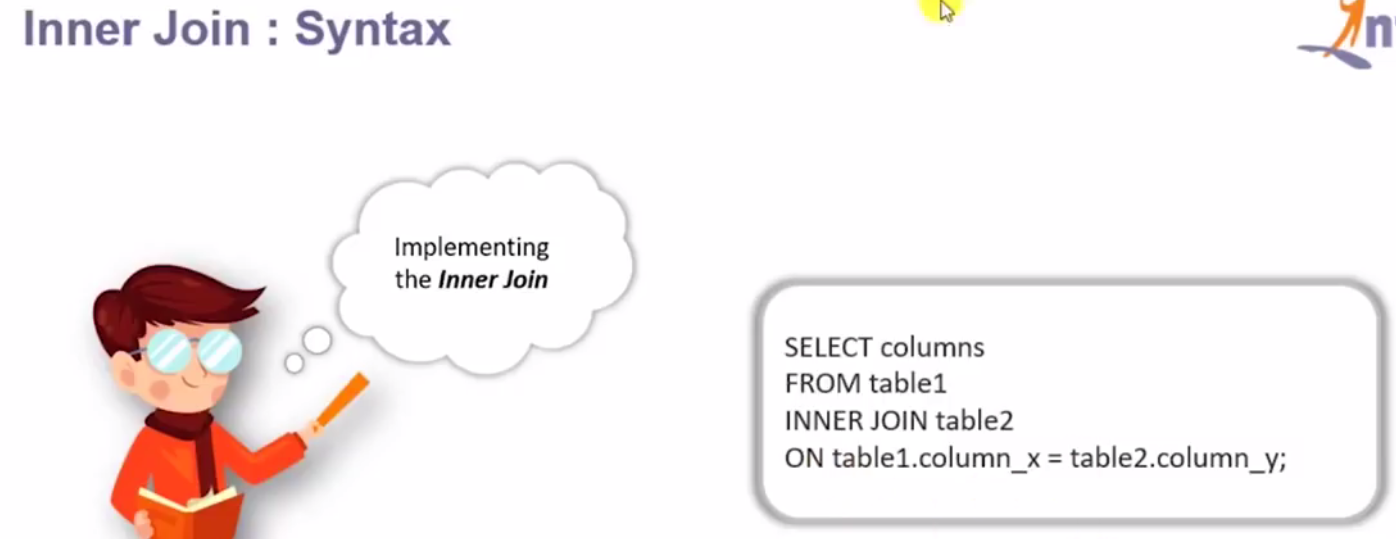 Inner Join : Syntax
Implementing
the Inner Join
SELECT columns
FROM table1
INNER JOIN table2
ON table1.column_x = table2.column_y;